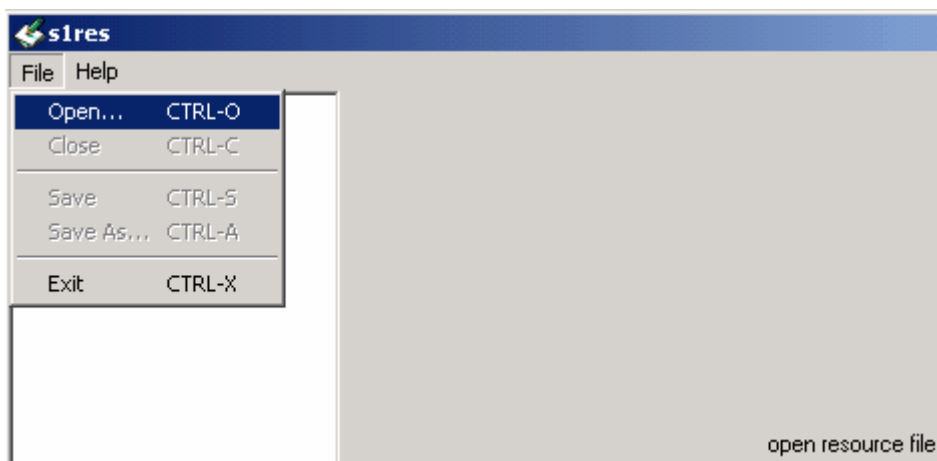 s1res
File Help
Open... CTRL-O
Close CTRL-C
Save CTRL-S
Save As... CTRL-A
Exit CTRL-X
open resource file